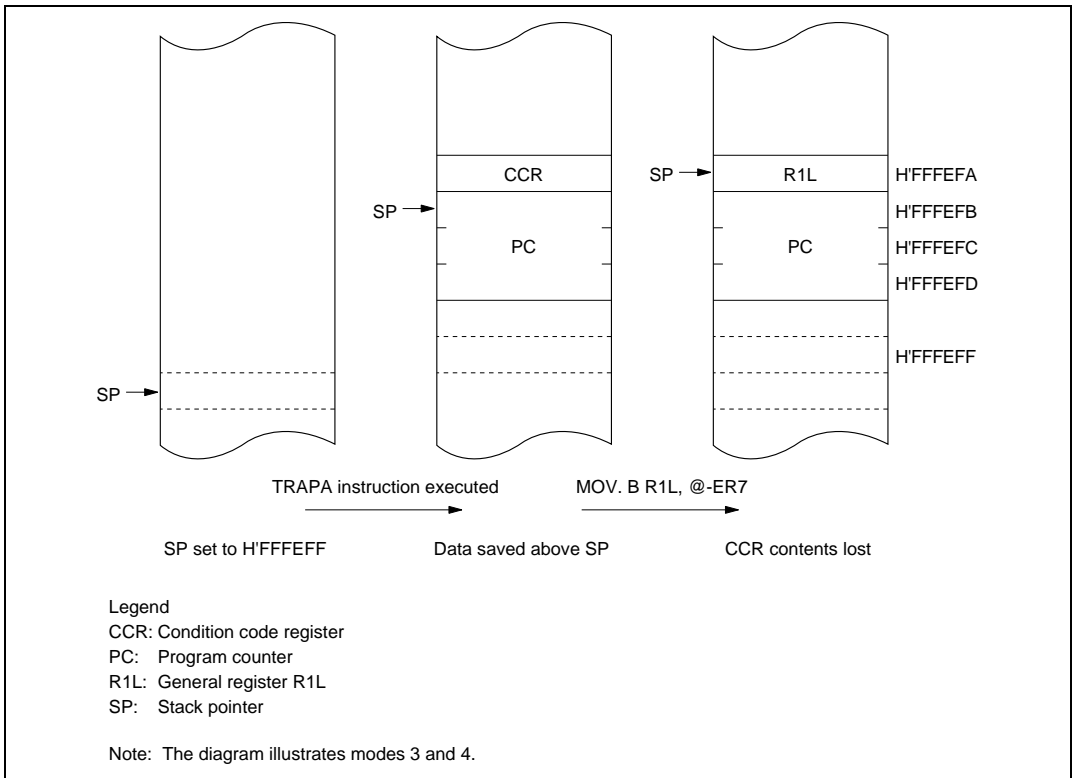 CCR
SP
R1L
H'FFFEFA
SP
H'FFFEFB
PC
PC
H'FFFEFC
H'FFFEFD
H'FFFEFF
SP
TRAPA instruction executed
MOV. B R1L, @-ER7
SP set to H'FFFEFF
Data saved above SP
CCR contents lost
Legend
CCR: Condition code register
PC: Program counter
R1L: General register R1L
SP: Stack pointer
Note: The diagram illustrates modes 3 and 4.